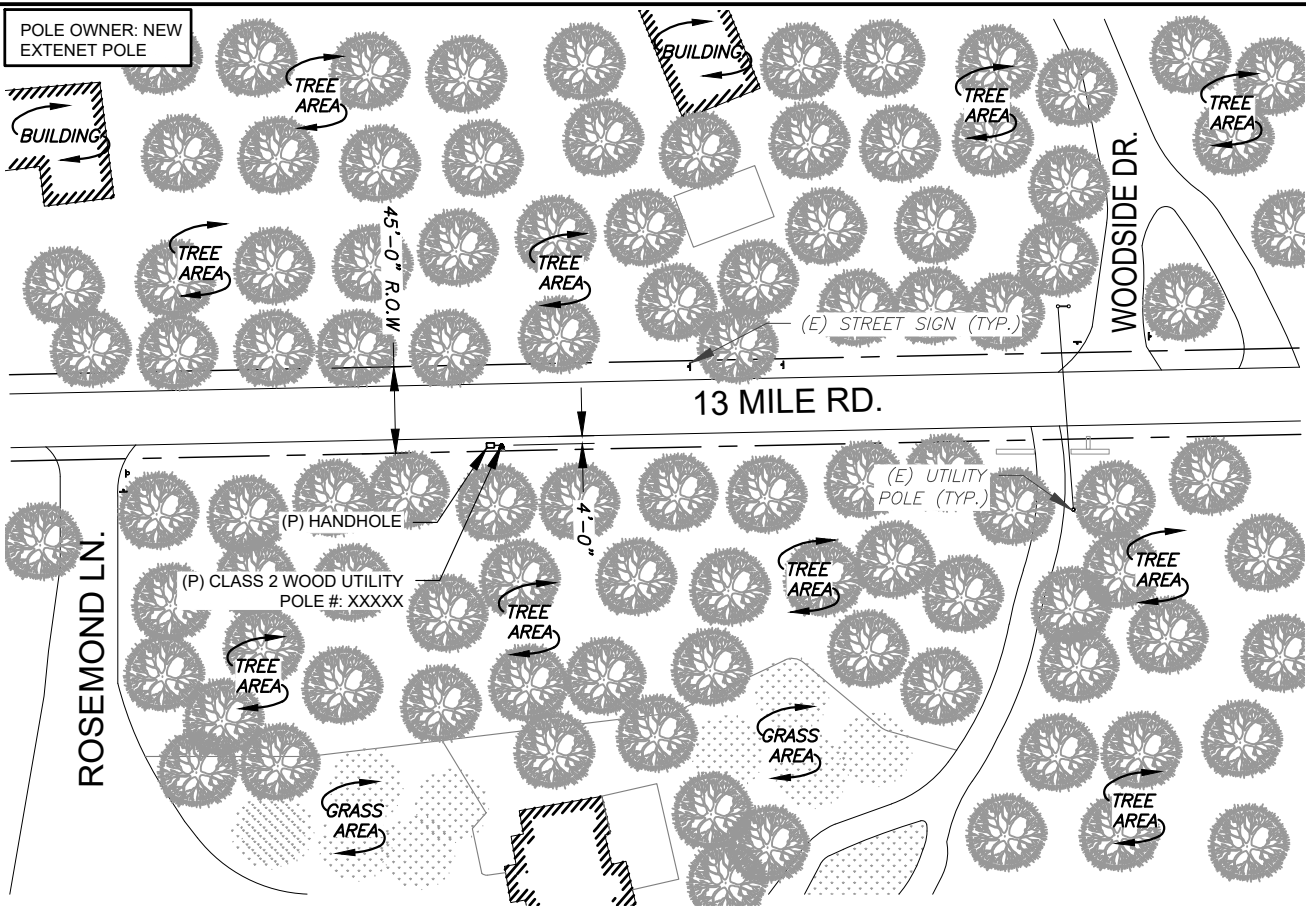 POLE OWNER: NEW
EXTENET POLE
BUILDING
TREE
AREA
BUILDING
TREE
AREA
TREE
AREA
WOODSIDE DR.
TREE
AREA
45'-0" R.O.W
TREE
AREA
(E) STREET SIGN (TYP.)
13 MILE RD.
(E) UTILITY
POLE (TYP.)
(P) HANDHOLE
4'-0"
(P) CLASS 2 WOOD UTILITY
POLE #: XXXXX
ROSEMOND LN.
TREE
AREA
TREE
AREA
TREE
AREA
TREE
AREA
GRASS
AREA
GRASS
AREA
TREE
AREA